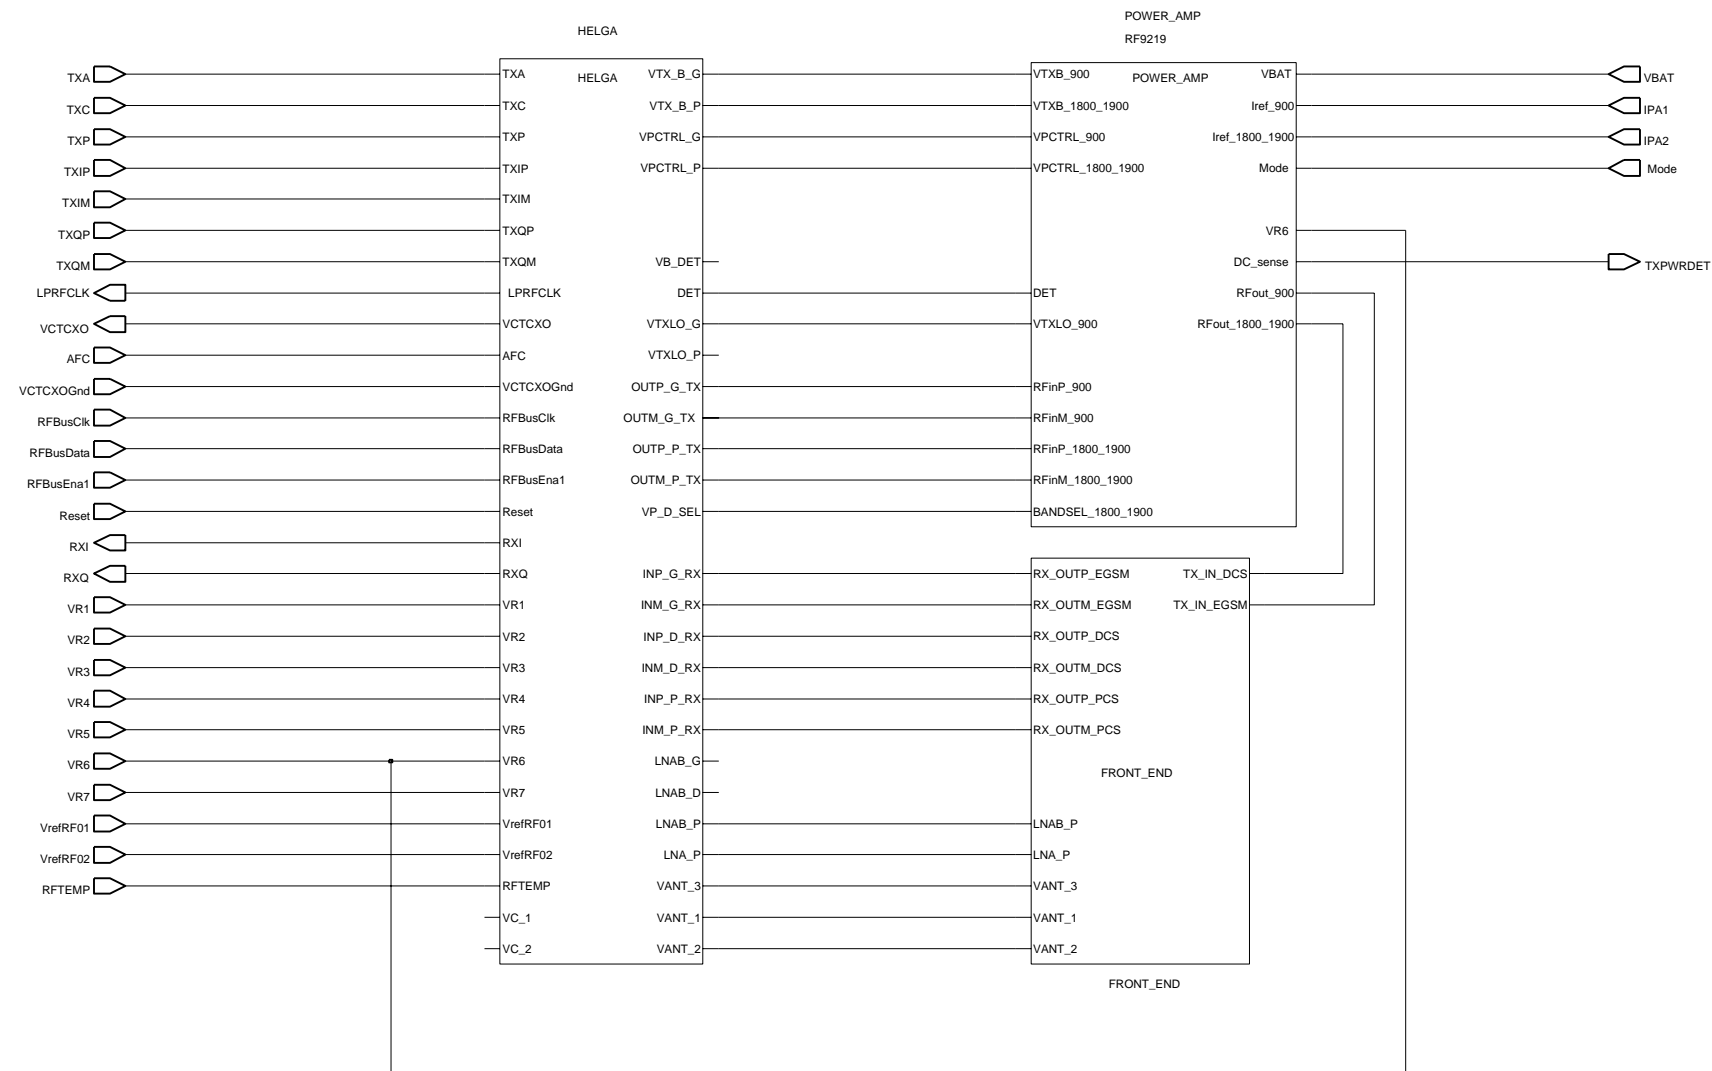 POWER_AMP
RF9219
HELGA
TXA
TXC
TXP
TXIP
TXIM
TXQP
TXQM
LPRFCLK
VCTCXO
AFC
VCTCXOGnd
RFBusClk
RFBusData
RFBusEna1
Reset
RXI
RXQ
VR1
VR2
VR3
VR4
VR5
VR6
VR7
VrefRF01
VrefRF02
RFTEMP
HELGA
TXA
TXC
TXP
TXIP
TXIM
TXQP
TXQM
LPRFCLK
VCTCXO
AFC
VCTCXOGnd
RFBusClk
RFBusData
RFBusEna1
Reset
RXI
RXQ
VR1
VR2
VR3
VR4
VR5
VR6
VR7
VrefRF01
VrefRF02
RFTEMP
VC_1
VC_2
VTX_B_G
VTX_B_P
VPCTRL_G
VPCTRL_P
VB_DET
DET
VTXLO_G
VTXLO_P
OUTP_G_TX
OUTM_G_TX
OUTP_P_TX
OUTM_P_TX
VP_D_SEL
INP_G_RX
INM_G_RX
INP_D_RX
INM_D_RX
INP_P_RX
INM_P_RX
LNAB_G
LNAB_D
LNAB_P
LNA_P
VANT_3
VANT_1
VANT_2
POWER_AMP
VTXB_900
VTXB_1800_1900
VPCTRL_900
VPCTRL_1800_1900
DET
VTXLO_900
RFinP_900
RFinM_900
RFinP_1800_1900
RFinM_1800_1900
BANDSEL_1800_1900
VBAT
Iref_900
Iref_1800_1900
Mode
VR6
DC_sense
RFout_900
RFout_1800_1900
VBAT
IPA1
IPA2
Mode
TXPWRDET
RX_OUTP_EGSM
RX_OUTM_EGSM
RX_OUTP_DCS
RX_OUTM_DCS
RX_OUTP_PCS
RX_OUTM_PCS
TX_IN_DCS
TX_IN_EGSM
FRONT_END
LNAB_P
LNA_P
VANT_3
VANT_1
VANT_2
FRONT_END